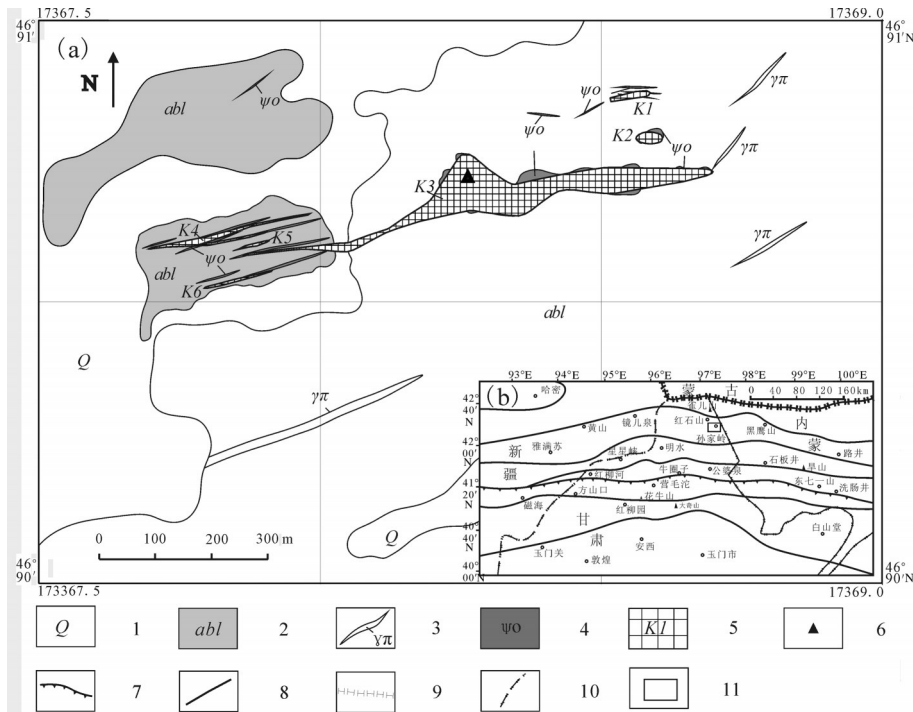 17367.5
17369.0
46°
91′
46°
91′N
(a)
N
abl
ψo
ψo
ψo
K1
K2
ψo
γπ
γπ
γπ
K3
K4
K5
ψo
abl
K6
abl
Q
γπ
Q
0 100 200 300 m
93°E 94°E 95°E 96°E 97°E 98°E 99°E 100°E
(b)
0 40 80 120 160km
蒙 古
哈密
42°
40′
黄山
镜儿泉
红石山
孙家岭
黑鹰山
内
蒙
42°
00′
N
新
疆
雅满苏
星星峡
明水
石板井
路井
旱山
41°
20′
N
红柳河
牛圈子
公婆泉
方山口
营毛沱
东七一山
洗肠井
磁海
花牛山
红柳园
大奇山
甘
肃
白山堂
40°
40′
N
玉门关
安西
玉门市
敦煌
40°
00′N
46°
90′
46°
90′N
17369.0
Q 1
abl 2
γπ 3
ψo 4
K1 5
6
7
8
9
10
11